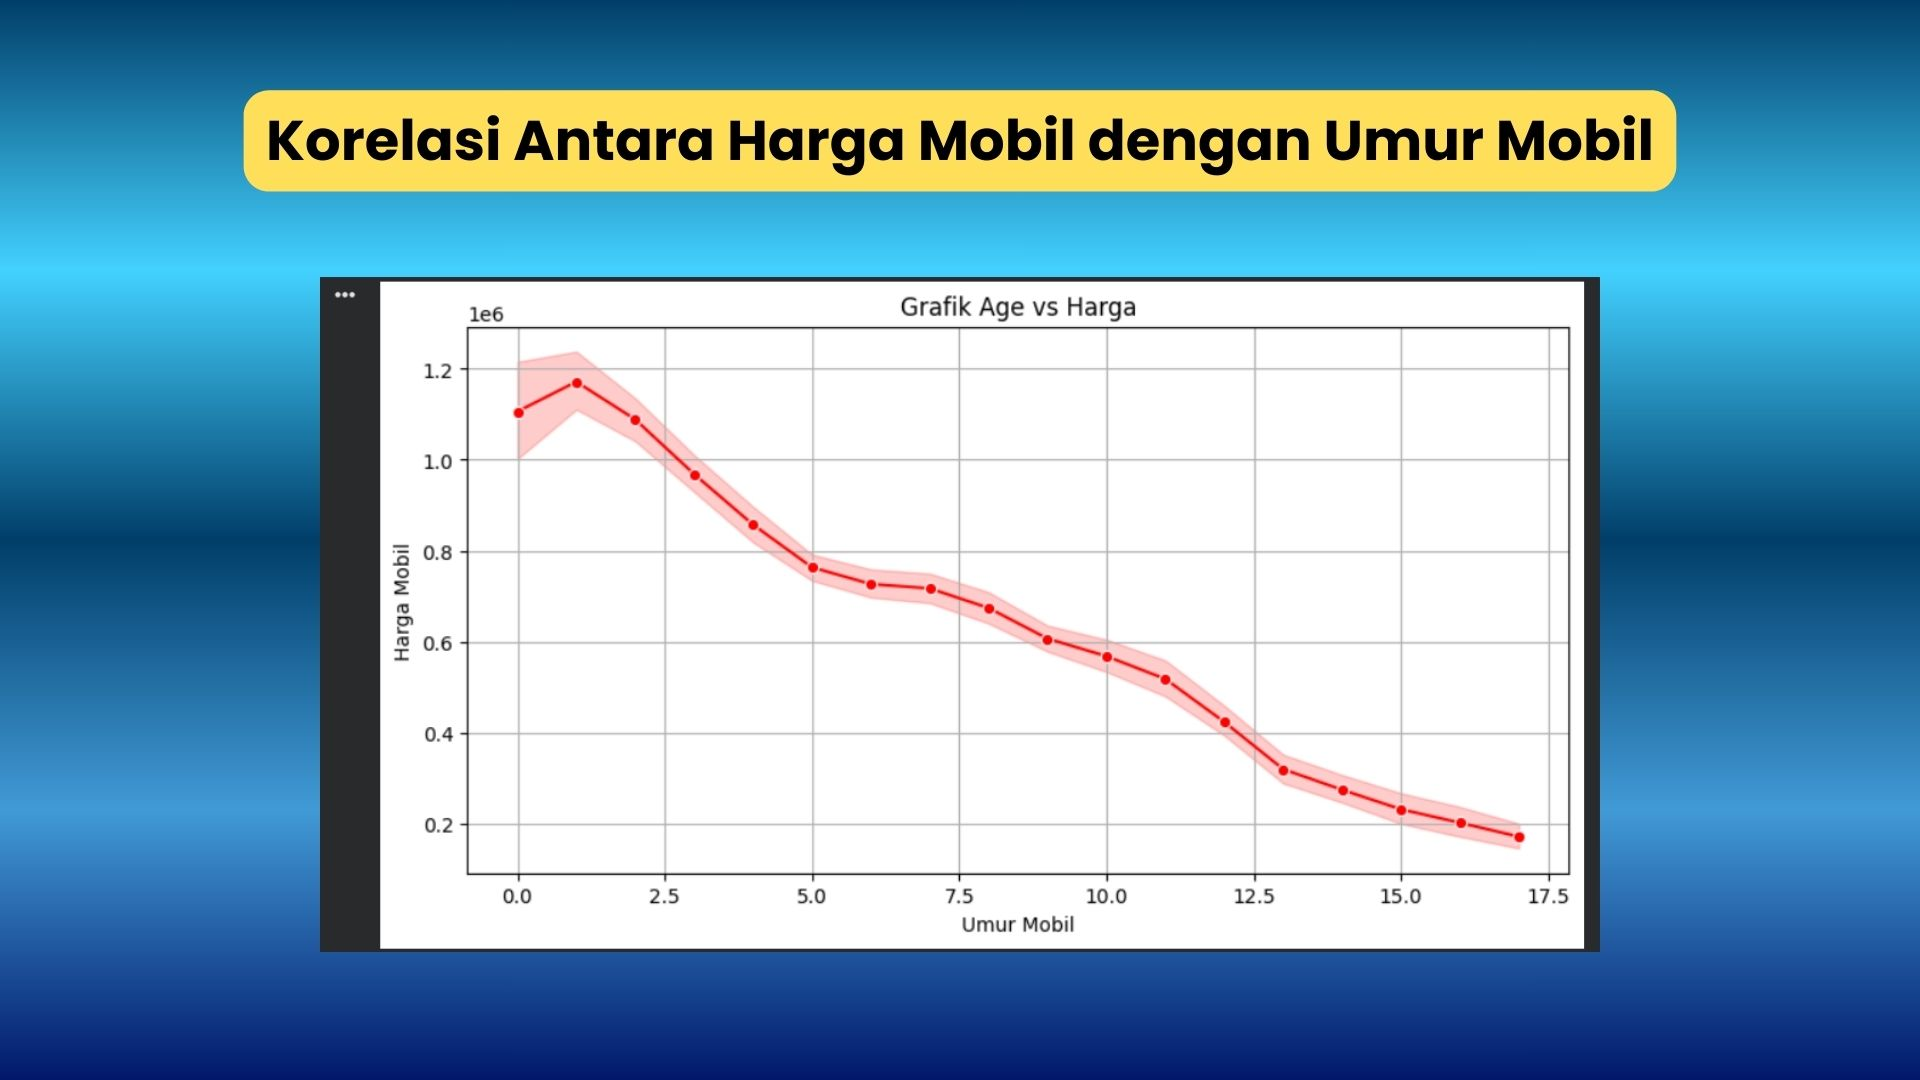 Korelasi Antara Harga Mobil dengan Umur Mobil
Grafik Age vs Harga
1e6
1.2
1.0
0.8
0.6
0.4
0.2
Harga Mobil
0.0 2.5 5.0 7.5 10.0 12.5 15.0 17.5
Umur Mobil